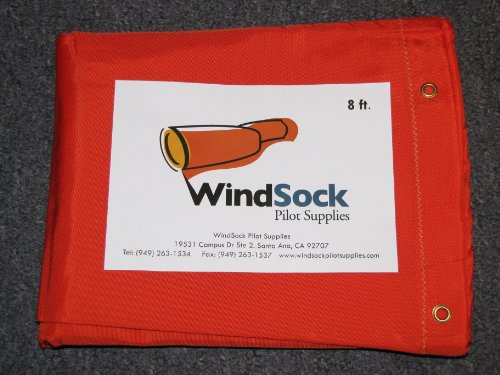 8 ft.
WindSock
Pilot Supplies
WindSock Pilot Supplies
19531 Campus Dr Ste 2. Santa Ana, CA 92707
Tel: (949) 263-1534 Fax: (949) 263-1537 www.windsockpilotsupplies.com